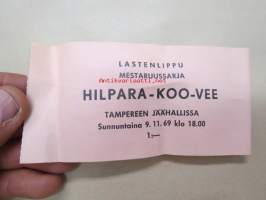 LASTENLIPPU
MESTARUUSSARJA
HILPARA-KOO-VEE
TAMPEREEN JÄÄHALLISSA
Sunnuntaina 9.11.69 klo 18.00
1:—